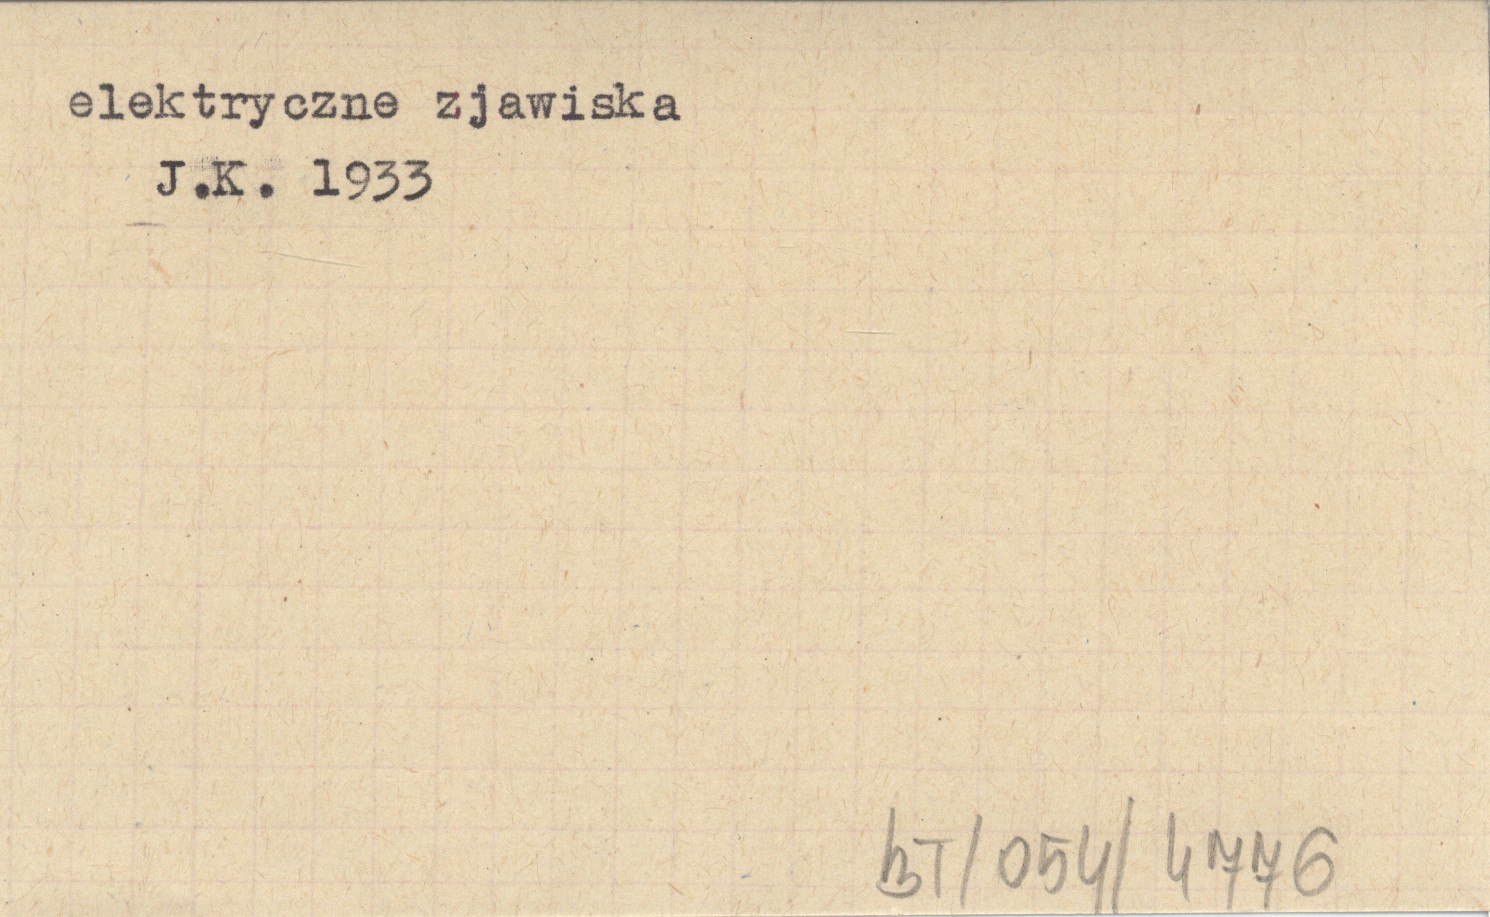 elektryczne zjawiska
J.K. 1933
BT/054/4776